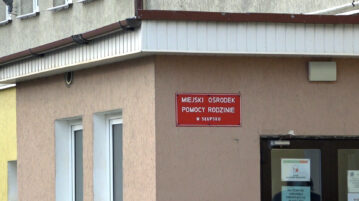 MIEJSKI OŚRODEK
POMOCY RODZINIE
W SŁUPSKU